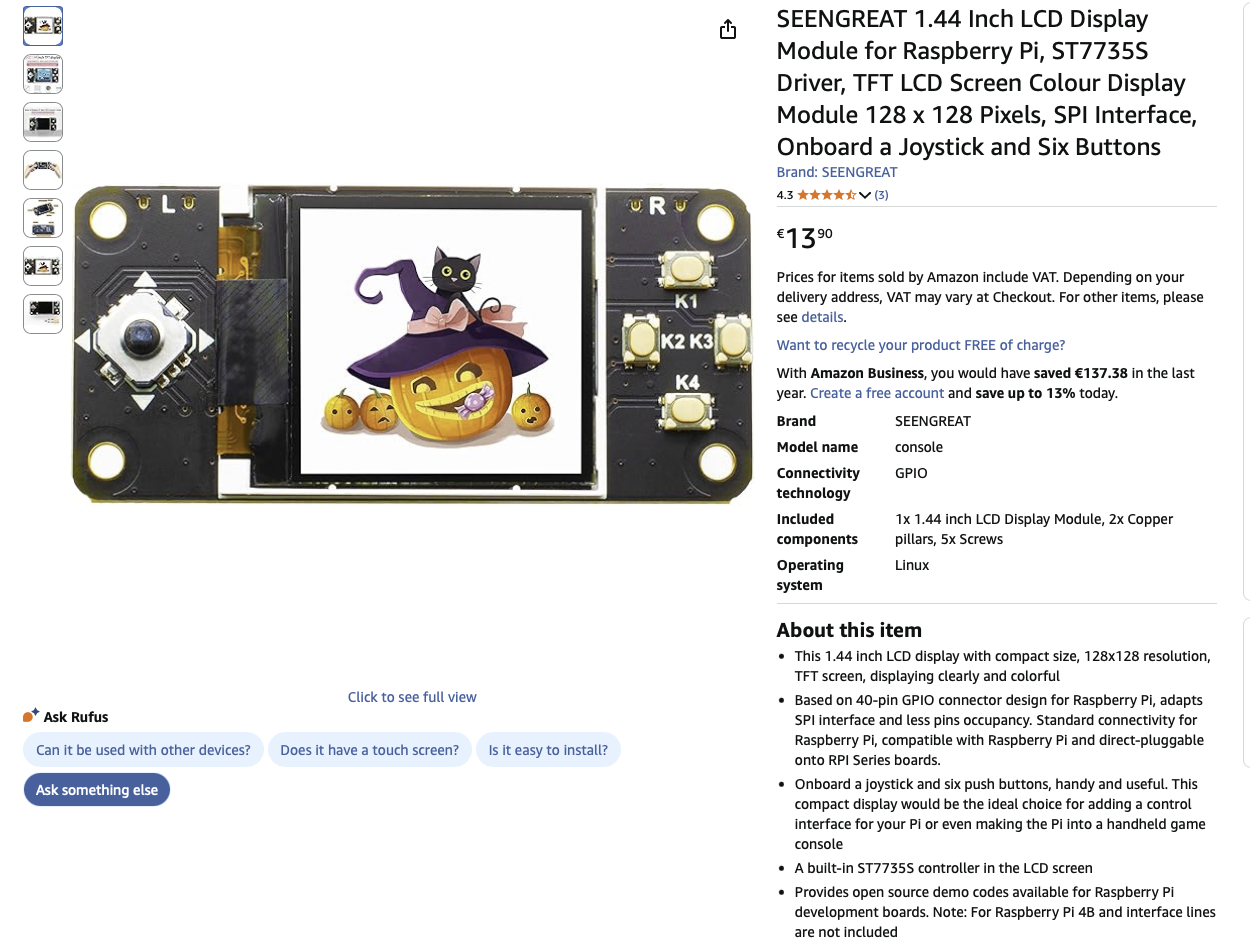 SEENGREAT 1.44 Inch LCD Display
Module for Raspberry Pi, ST7735S
Driver, TFT LCD Screen Colour Display
Module 128 x 128 Pixels, SPI Interface,
Onboard a Joystick and Six Buttons
Brand: SEENGREAT
4.3 (3)
€13 90
Prices for items sold by Amazon include VAT. Depending on your
delivery address, VAT may vary at Checkout. For other items, please
see details.
Want to recycle your product FREE of charge?
With Amazon Business, you would have saved €137.38 in the last
year. Create a free account and save up to 13% today.
Brand SEENGREAT
Model name console
Connectivity GPIO
technology
Included 1x 1.44 inch LCD Display Module, 2x Copper
components pillars, 5x Screws
Operating Linux
system
About this item
• This 1.44 inch LCD display with compact size, 128x128 resolution,
TFT screen, displaying clearly and colorful
• Based on 40-pin GPIO connector design for Raspberry Pi, adapts
SPI interface and less pins occupancy. Standard connectivity for
Raspberry Pi, compatible with Raspberry Pi and direct-pluggable
onto RPI Series boards.
• Onboard a joystick and six push buttons, handy and useful. This
compact display would be the ideal choice for adding a control
interface for your Pi or even making the Pi into a handheld game
console
• A built-in ST7735S controller in the LCD screen
• Provides open source demo codes available for Raspberry Pi
development boards. Note: For Raspberry Pi 4B and interface lines
are not included
L
R
K1
K2 K3
K4
Click to see full view
Ask Rufus
Can it be used with other devices?
Does it have a touch screen?
Is it easy to install?
Ask something else